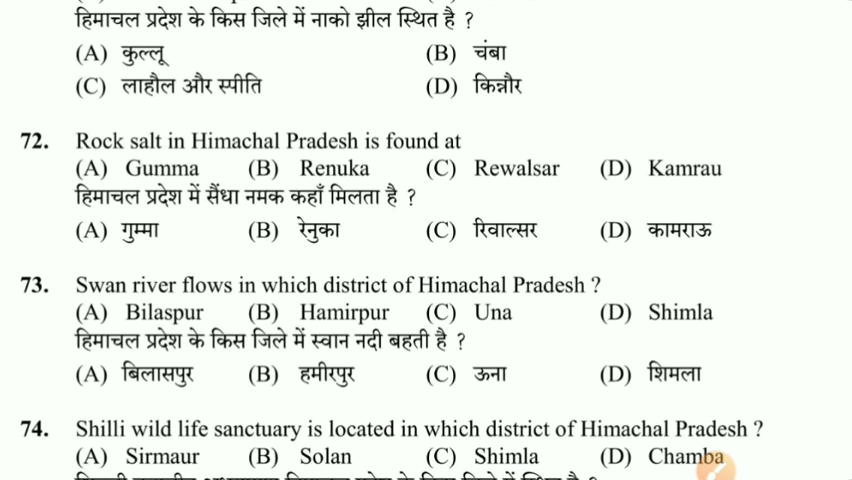 हिमाचल प्रदेश के किस जिले में नाको झील स्थित है ?
(A) कुल्लू (B) चंबा
(C) लाहौल और स्पीति (D) किन्नौर
72. Rock salt in Himachal Pradesh is found at
(A) Gumma (B) Renuka (C) Rewalsar (D) Kamrau
हिमाचल प्रदेश में सैंधा नमक कहाँ मिलता है ?
(A) गुम्मा (B) रेनुका (C) रिवाल्सर (D) कामराऊ
73. Swan river flows in which district of Himachal Pradesh ?
(A) Bilaspur (B) Hamirpur (C) Una (D) Shimla
हिमाचल प्रदेश के किस जिले में स्वान नदी बहती है ?
(A) बिलासपुर (B) हमीरपुर (C) ऊना (D) शिमला
74. Shilli wild life sanctuary is located in which district of Himachal Pradesh ?
(A) Sirmaur (B) Solan (C) Shimla (D) Chamba